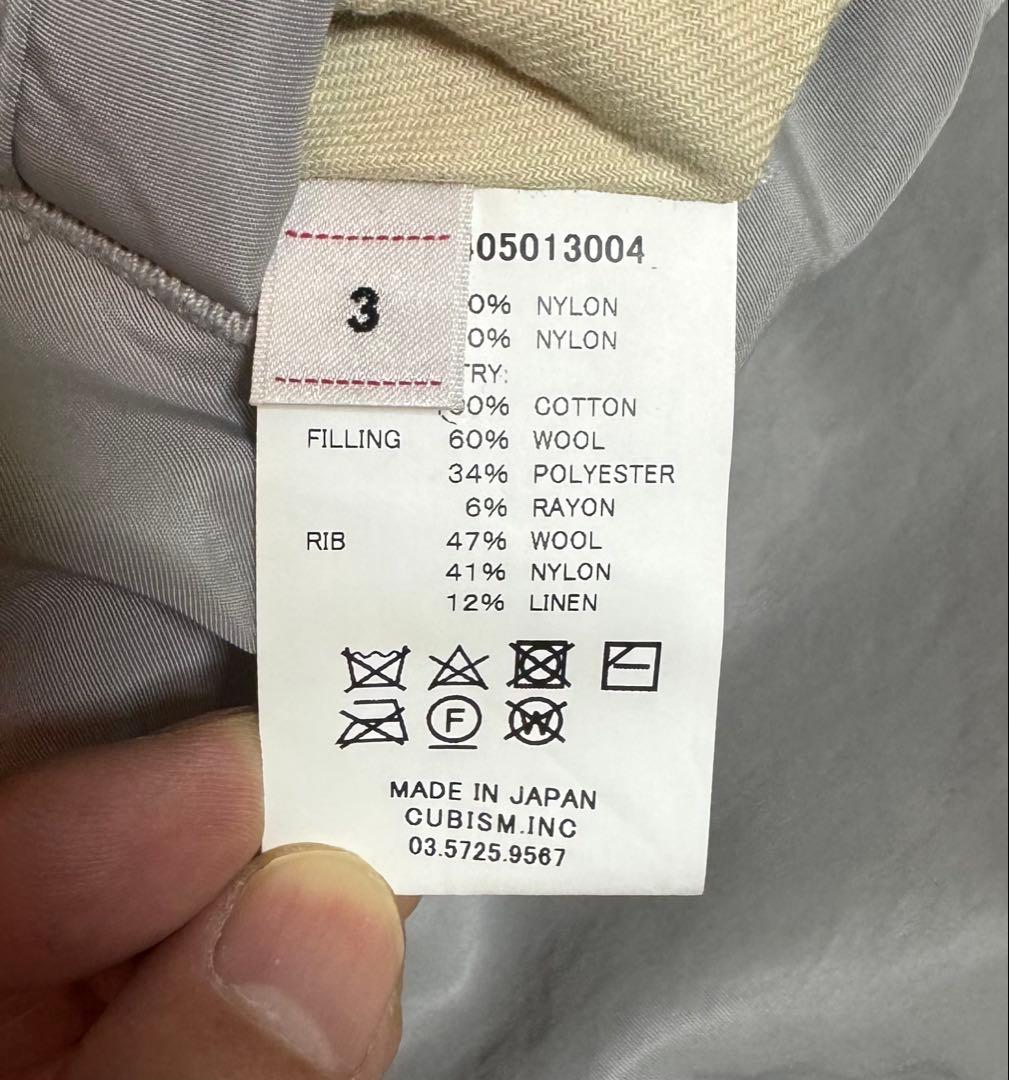 3
05013004
0% NYLON
0% NYLON
TRY:
00% COTTON
FILLING 60% WOOL
34% POLYESTER
6% RAYON
RIB 47% WOOL
41% NYLON
12% LINEN
F
W
MADE IN JAPAN
CUBISM.INC
03.5725.9567